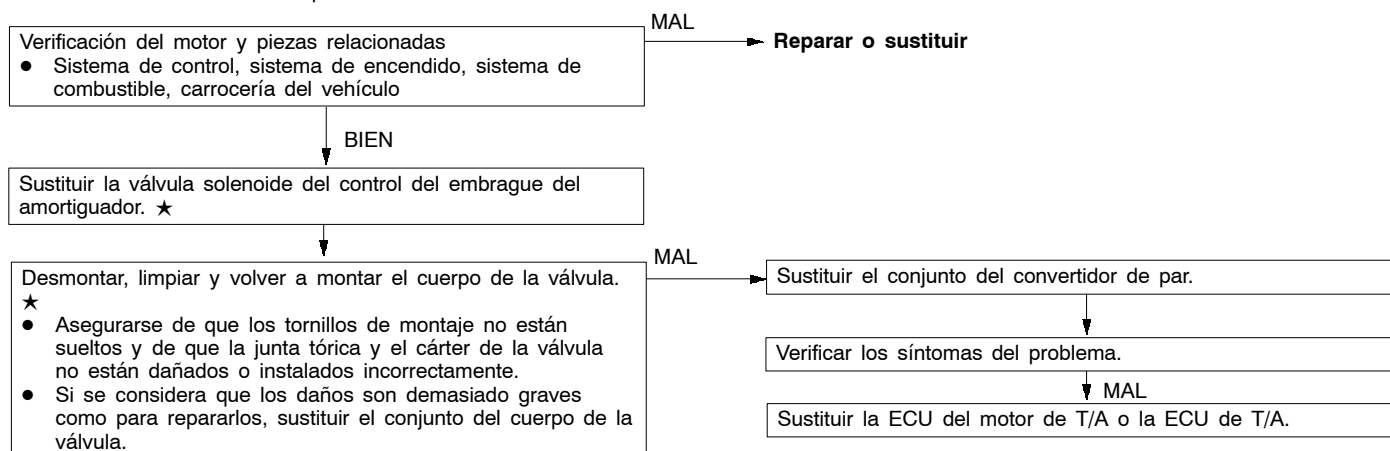 MAL
Verificación del motor y piezas relacionadas
● Sistema de control, sistema de encendido, sistema de
combustible, carrocería del vehículo
Reparar o sustituir
BIEN
Sustituir la válvula solenoide del control del embrague del
amortiguador. ★
MAL
Desmontar, limpiar y volver a montar el cuerpo de la válvula.
★
● Asegurarse de que los tornillos de montaje no están
sueltos y de que la junta tórica y el cárter de la válvula
no están dañados o instalados incorrectamente.
● Si se considera que los daños son demasiado graves
como para repararlos, sustituir el conjunto del cuerpo de la
válvula.
Sustituir el conjunto del convertidor de par.
Verificar los síntomas del problema.
MAL
Sustituir la ECU del motor de T/A o la ECU de T/A.